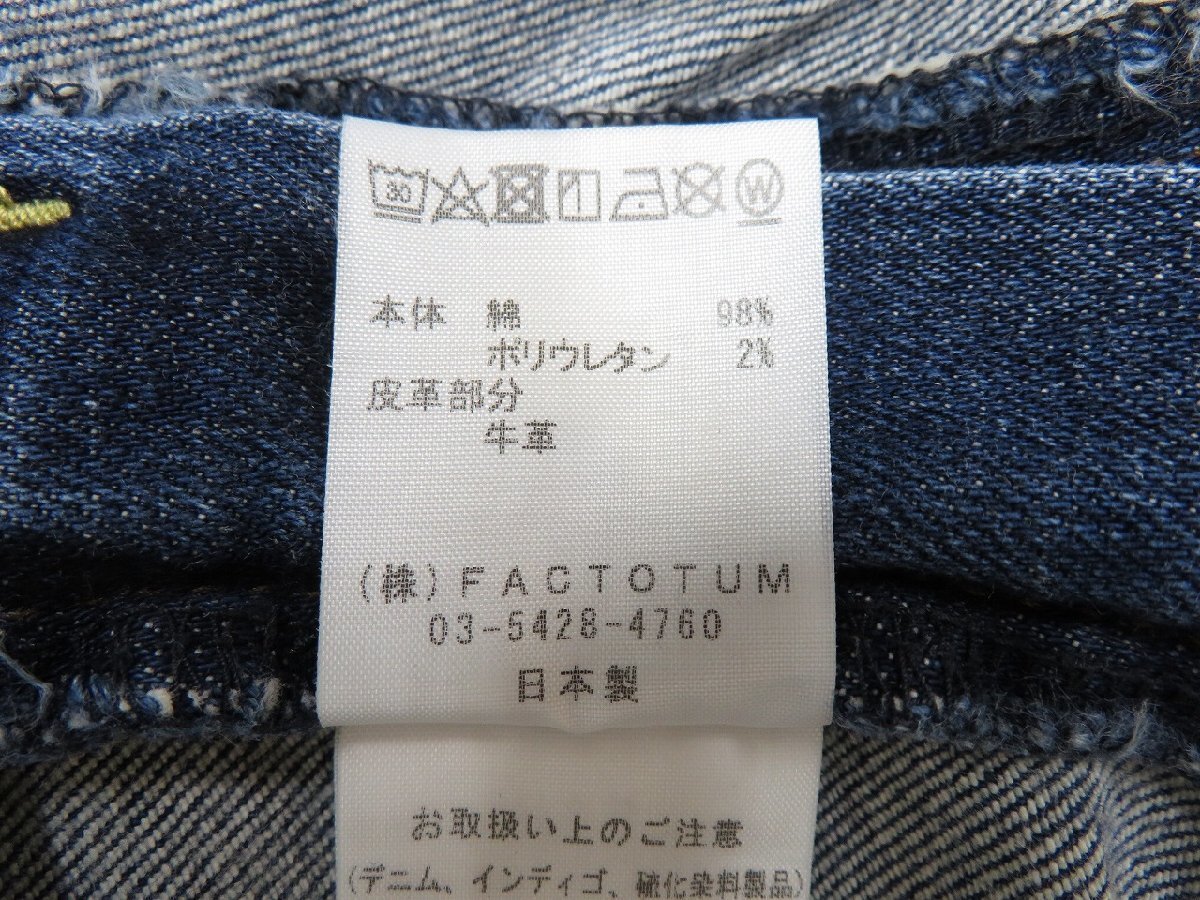 30 W
本体 綿 98%
ポリウレタン 2%
皮革部分
牛革
(株)FACTOTUM
03-5428-4760
日本製
お取扱い上のご注意
(デニム、インディゴ、硫化染料製品)